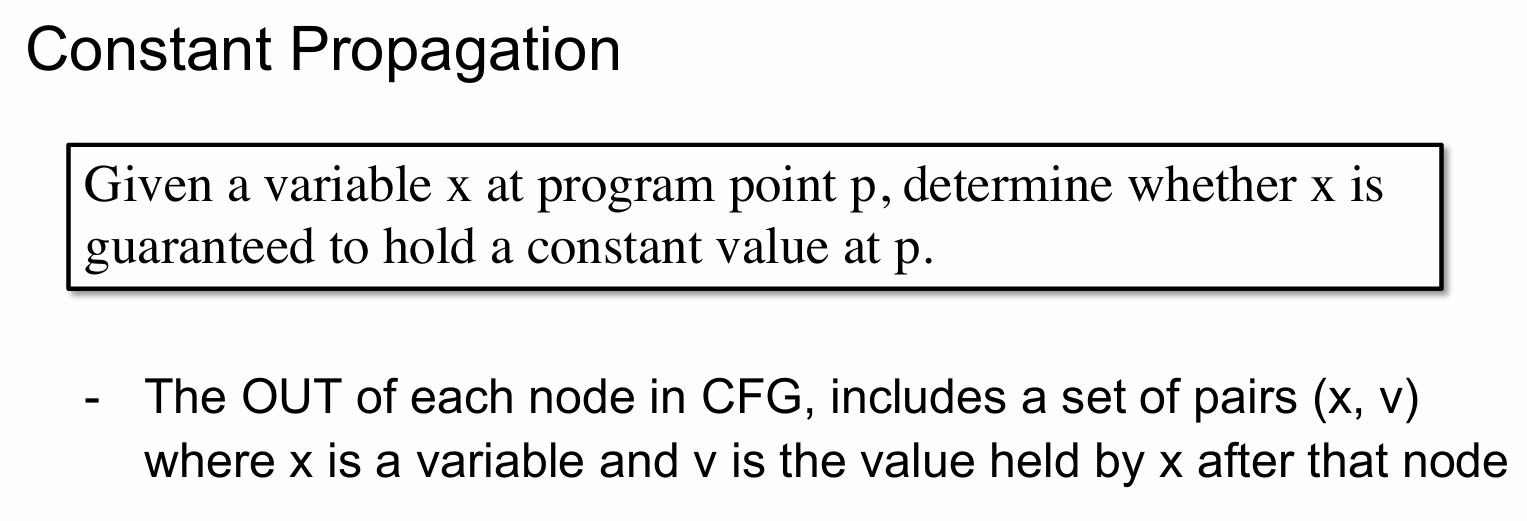 Constant Propagation
Given a variable x at program point p, determine whether x is
guaranteed to hold a constant value at p.
- The OUT of each node in CFG, includes a set of pairs (x, v)
where x is a variable and v is the value held by x after that node